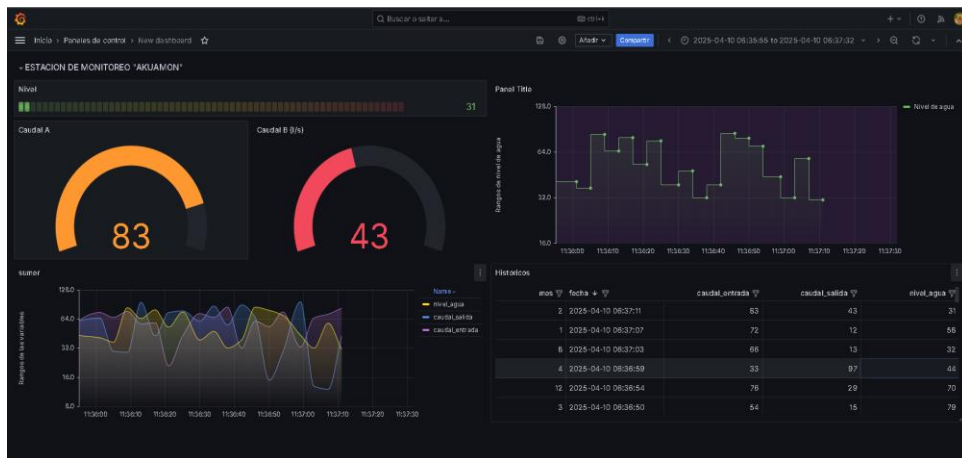 Buscar o saltar a...
ctrl+k
Inicio › Paneles de control › New dashboard
Añadir
Compartir
2025-04-10 06:35:55 to 2025-04-10 06:37:32
ESTACION DE MONITOREO "AKUAMON"
Nivel
31
Caudal A
83
Caudal B (l/s)
43
Panel Title
Rangos de nivel de agua
128.0
64.0
32.0
16.0
11:36:00 11:36:10 11:36:20 11:36:30 11:36:40 11:36:50 11:37:00 11:37:10 11:37:20 11:37:30
Nivel de agua
sumer
Rangos de las variables
128.0
64.0
32.0
16.0
8.0
11:36:00 11:36:10 11:36:20 11:36:30 11:36:40 11:36:50 11:37:00 11:37:10 11:37:20 11:37:30
Name
nivel_agua
caudal_salida
caudal_entrada
Historicos
mos fecha caudal_entrada caudal_salida nivel_agua
2 2025-04-10 06:37:11 83 43 31
1 2025-04-10 06:37:07 72 12 58
6 2025-04-10 06:37:03 66 13 32
4 2025-04-10 06:36:59 33 97 44
12 2025-04-10 06:36:54 76 29 70
3 2025-04-10 06:36:50 54 15 79